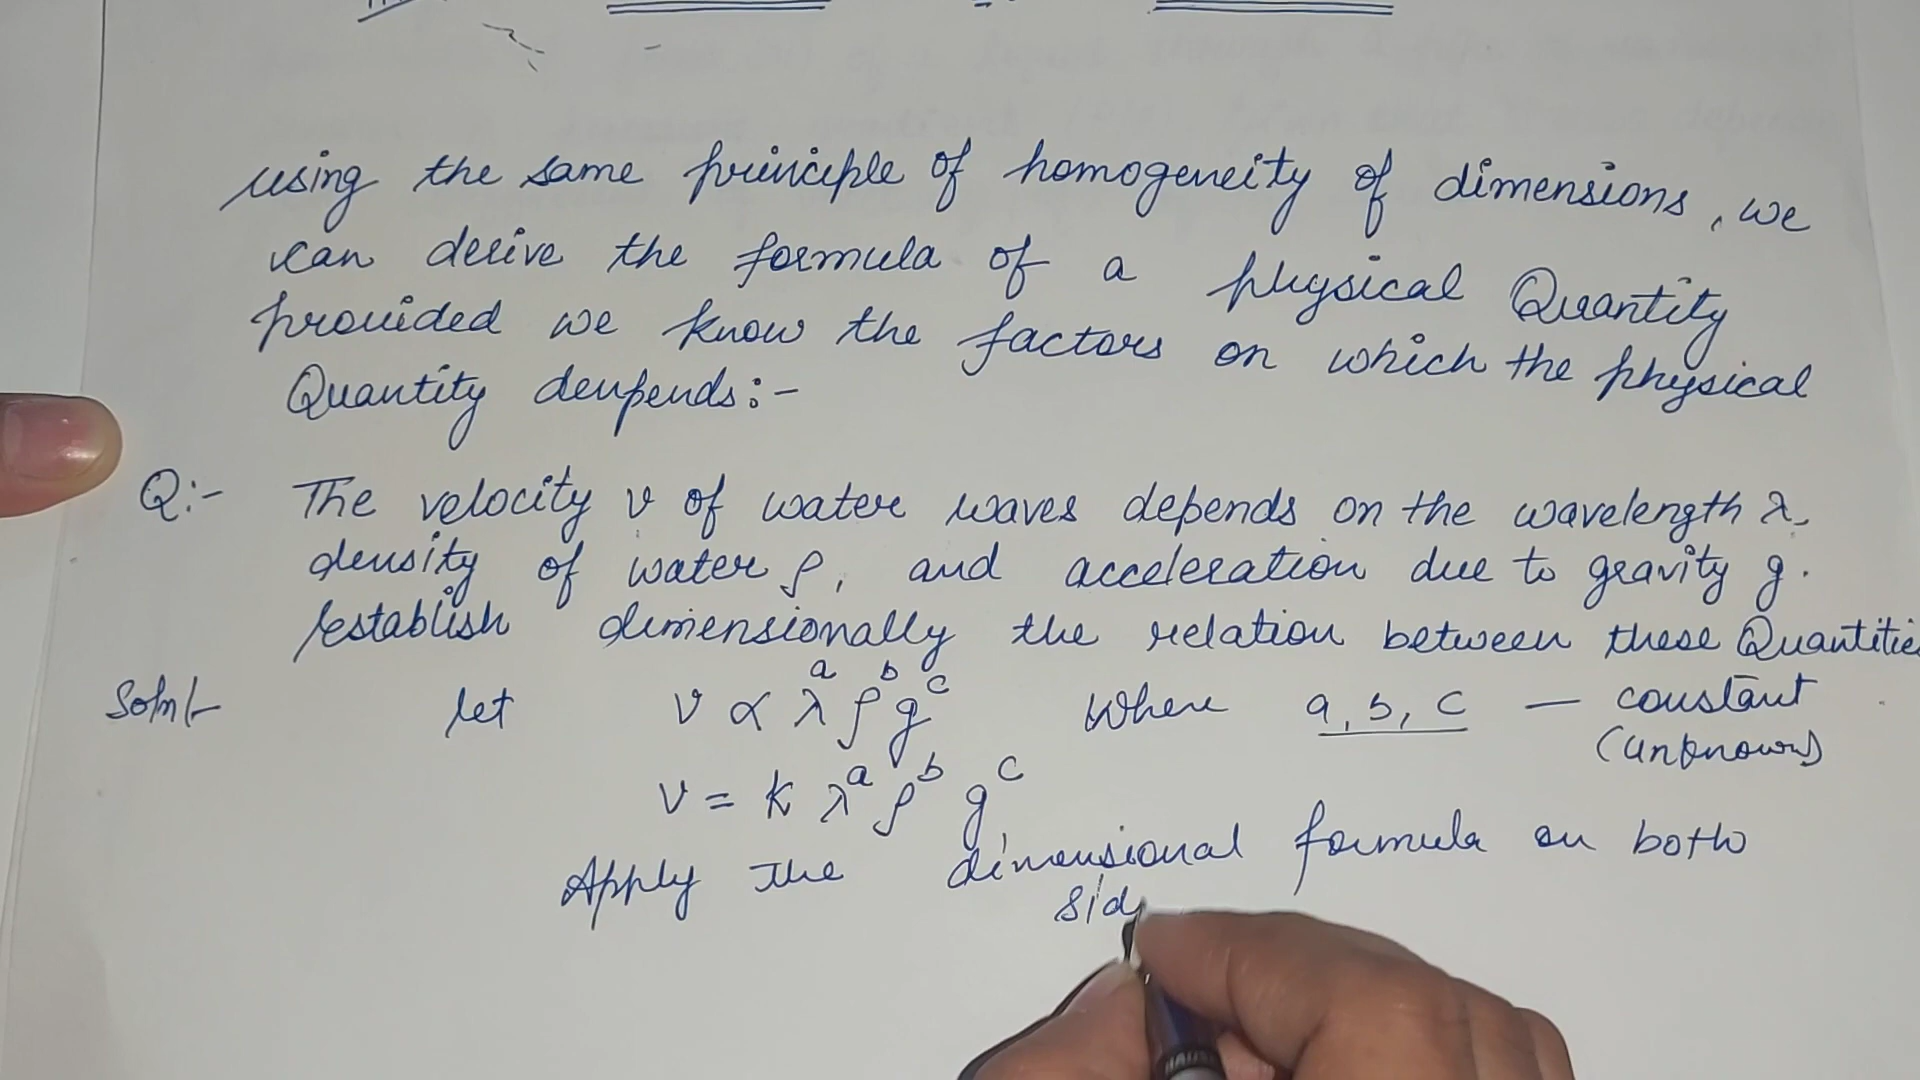 using the same principle of homogeneity of dimensions, we
can derive the formula of a physical Quantity
provided we know the factors on which the physical
Quantity denpends:-
Q:- The velocity v of water waves depends on the wavelength λ,
density of water ρ, and acceleration due to gravity g.
establish dimensionally the relation between these Quantities
Soln:- let v ∝ λ^a ρ^b g^c where a, b, c — constant
(unknown)
v = k λ^a ρ^b g^c
Apply the dimensional formula on both
sid